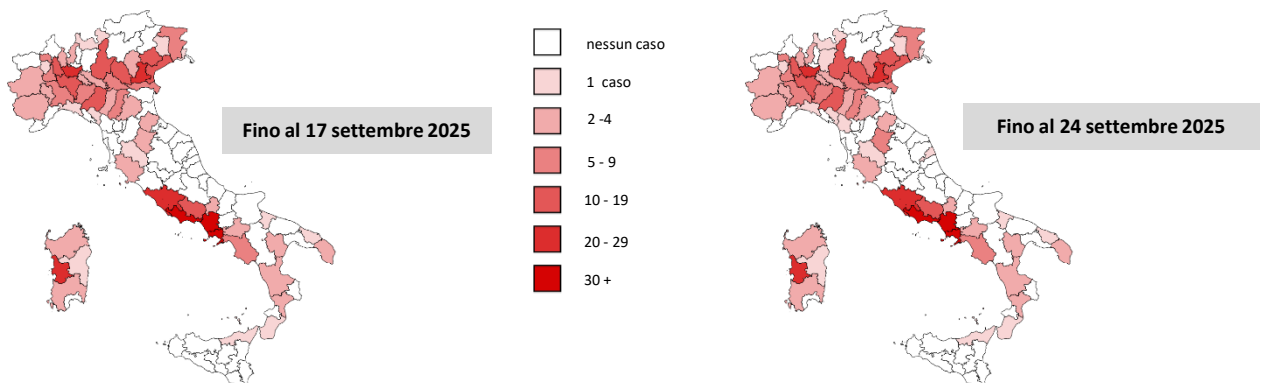 nessun caso
1 caso
2 -4
5 - 9
10 - 19
20 - 29
30 +
Fino al 17 settembre 2025
Fino al 24 settembre 2025